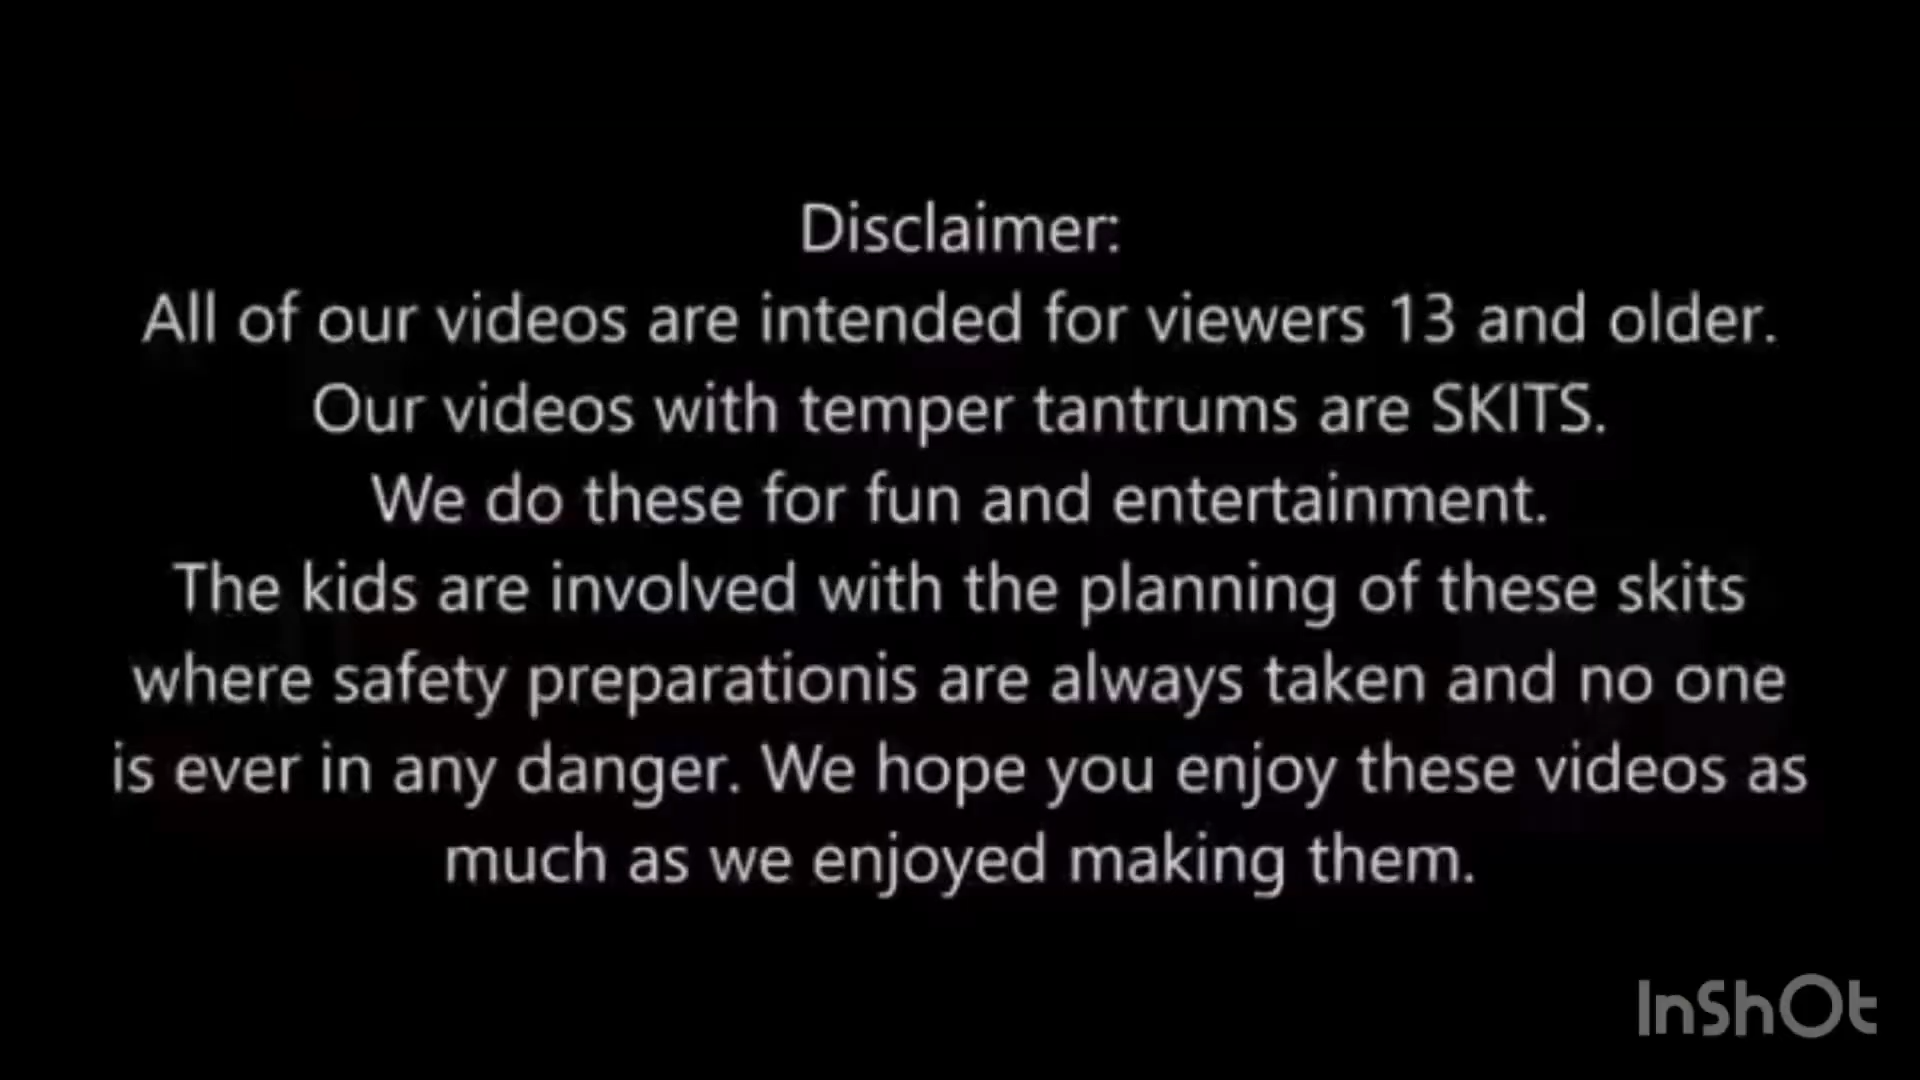 Disclaimer:
All of our videos are intended for viewers 13 and older.
Our videos with temper tantrums are SKITS.
We do these for fun and entertainment.
The kids are involved with the planning of these skits
where safety preparationis are always taken and no one
is ever in any danger. We hope you enjoy these videos as
much as we enjoyed making them.
InShOt